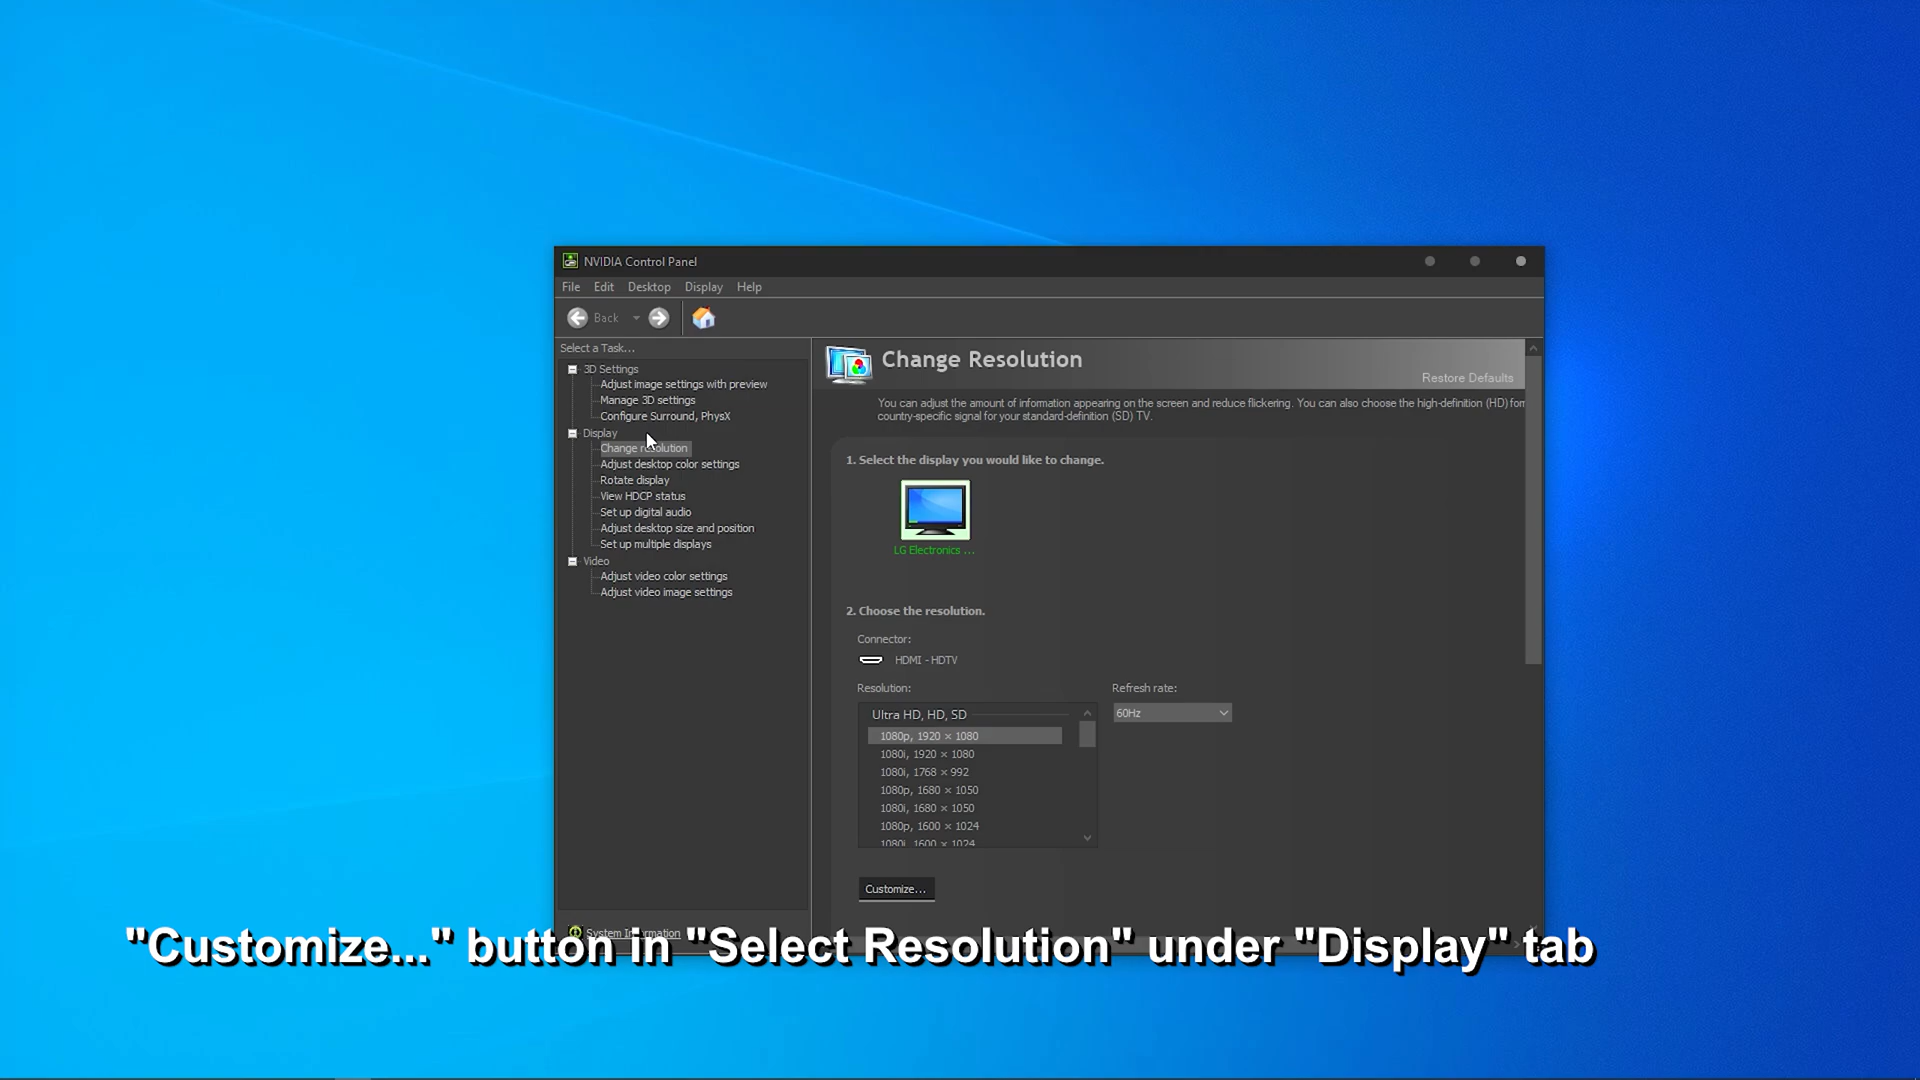 NVIDIA Control Panel
File Edit Desktop Display Help
Back
Select a Task...
3D Settings
Adjust image settings with preview
Manage 3D settings
Configure Surround, PhysX
Display
Change resolution
Adjust desktop color settings
Rotate display
View HDCP status
Set up digital audio
Adjust desktop size and position
Set up multiple displays
Video
Adjust video color settings
Adjust video image settings
System Information
Change Resolution
Restore Defaults
You can adjust the amount of information appearing on the screen and reduce flickering. You can also choose the high-definition (HD) form
country-specific signal for your standard-definition (SD) TV.
1. Select the display you would like to change.
LG Electronics ...
2. Choose the resolution.
Connector:
HDMI - HDTV
Resolution:
Refresh rate:
60Hz
Ultra HD, HD, SD
1080p, 1920 × 1080
1080i, 1920 × 1080
1080i, 1768 × 992
1080p, 1680 × 1050
1080i, 1680 × 1050
1080p, 1600 × 1024
1080i, 1600 × 1024
Customize...
"Customize..." button in "Select Resolution" under "Display" tab